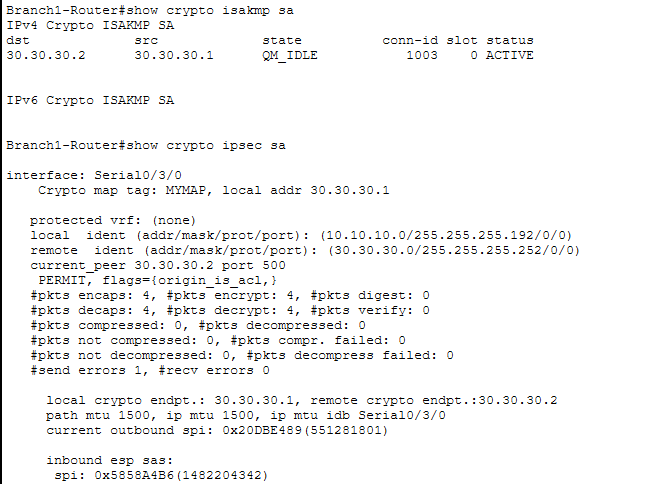 Branch1-Router#show crypto isakmp sa
IPv4 Crypto ISAKMP SA
dst src state conn-id slot status
30.30.30.2 30.30.30.1 QM_IDLE 1003 0 ACTIVE
IPv6 Crypto ISAKMP SA
Branch1-Router#show crypto ipsec sa
interface: Serial0/3/0
Crypto map tag: MYMAP, local addr 30.30.30.1
protected vrf: (none)
local ident (addr/mask/prot/port): (10.10.10.0/255.255.255.192/0/0)
remote ident (addr/mask/prot/port): (30.30.30.0/255.255.255.252/0/0)
current_peer 30.30.30.2 port 500
PERMIT, flags={origin_is_acl,}
#pkts encaps: 4, #pkts encrypt: 4, #pkts digest: 0
#pkts decaps: 4, #pkts decrypt: 4, #pkts verify: 0
#pkts compressed: 0, #pkts decompressed: 0
#pkts not compressed: 0, #pkts compr. failed: 0
#pkts not decompressed: 0, #pkts decompress failed: 0
#send errors 1, #recv errors 0
local crypto endpt.: 30.30.30.1, remote crypto endpt.:30.30.30.2
path mtu 1500, ip mtu 1500, ip mtu idb Serial0/3/0
current outbound spi: 0x20DBE489(551281801)
inbound esp sas:
spi: 0x5858A4B6(1482204342)